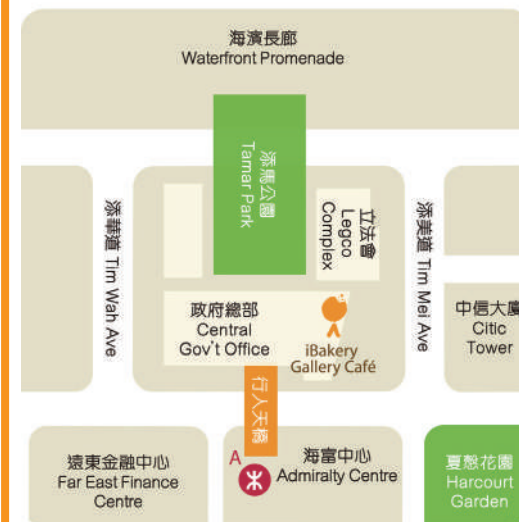 海濱長廊
Waterfront Promenade
添馬公園
Tamar Park
立法會
Legco
Complex
添華道 Tim Wah Ave
添美道 Tim Mei Ave
政府總部
Central
Gov't Office
iBakery
Gallery Café
中信大廈
Citic
Tower
行人天橋
A
海富中心
Admiralty Centre
遠東金融中心
Far East Finance
Centre
夏慤花園
Harcourt
Garden